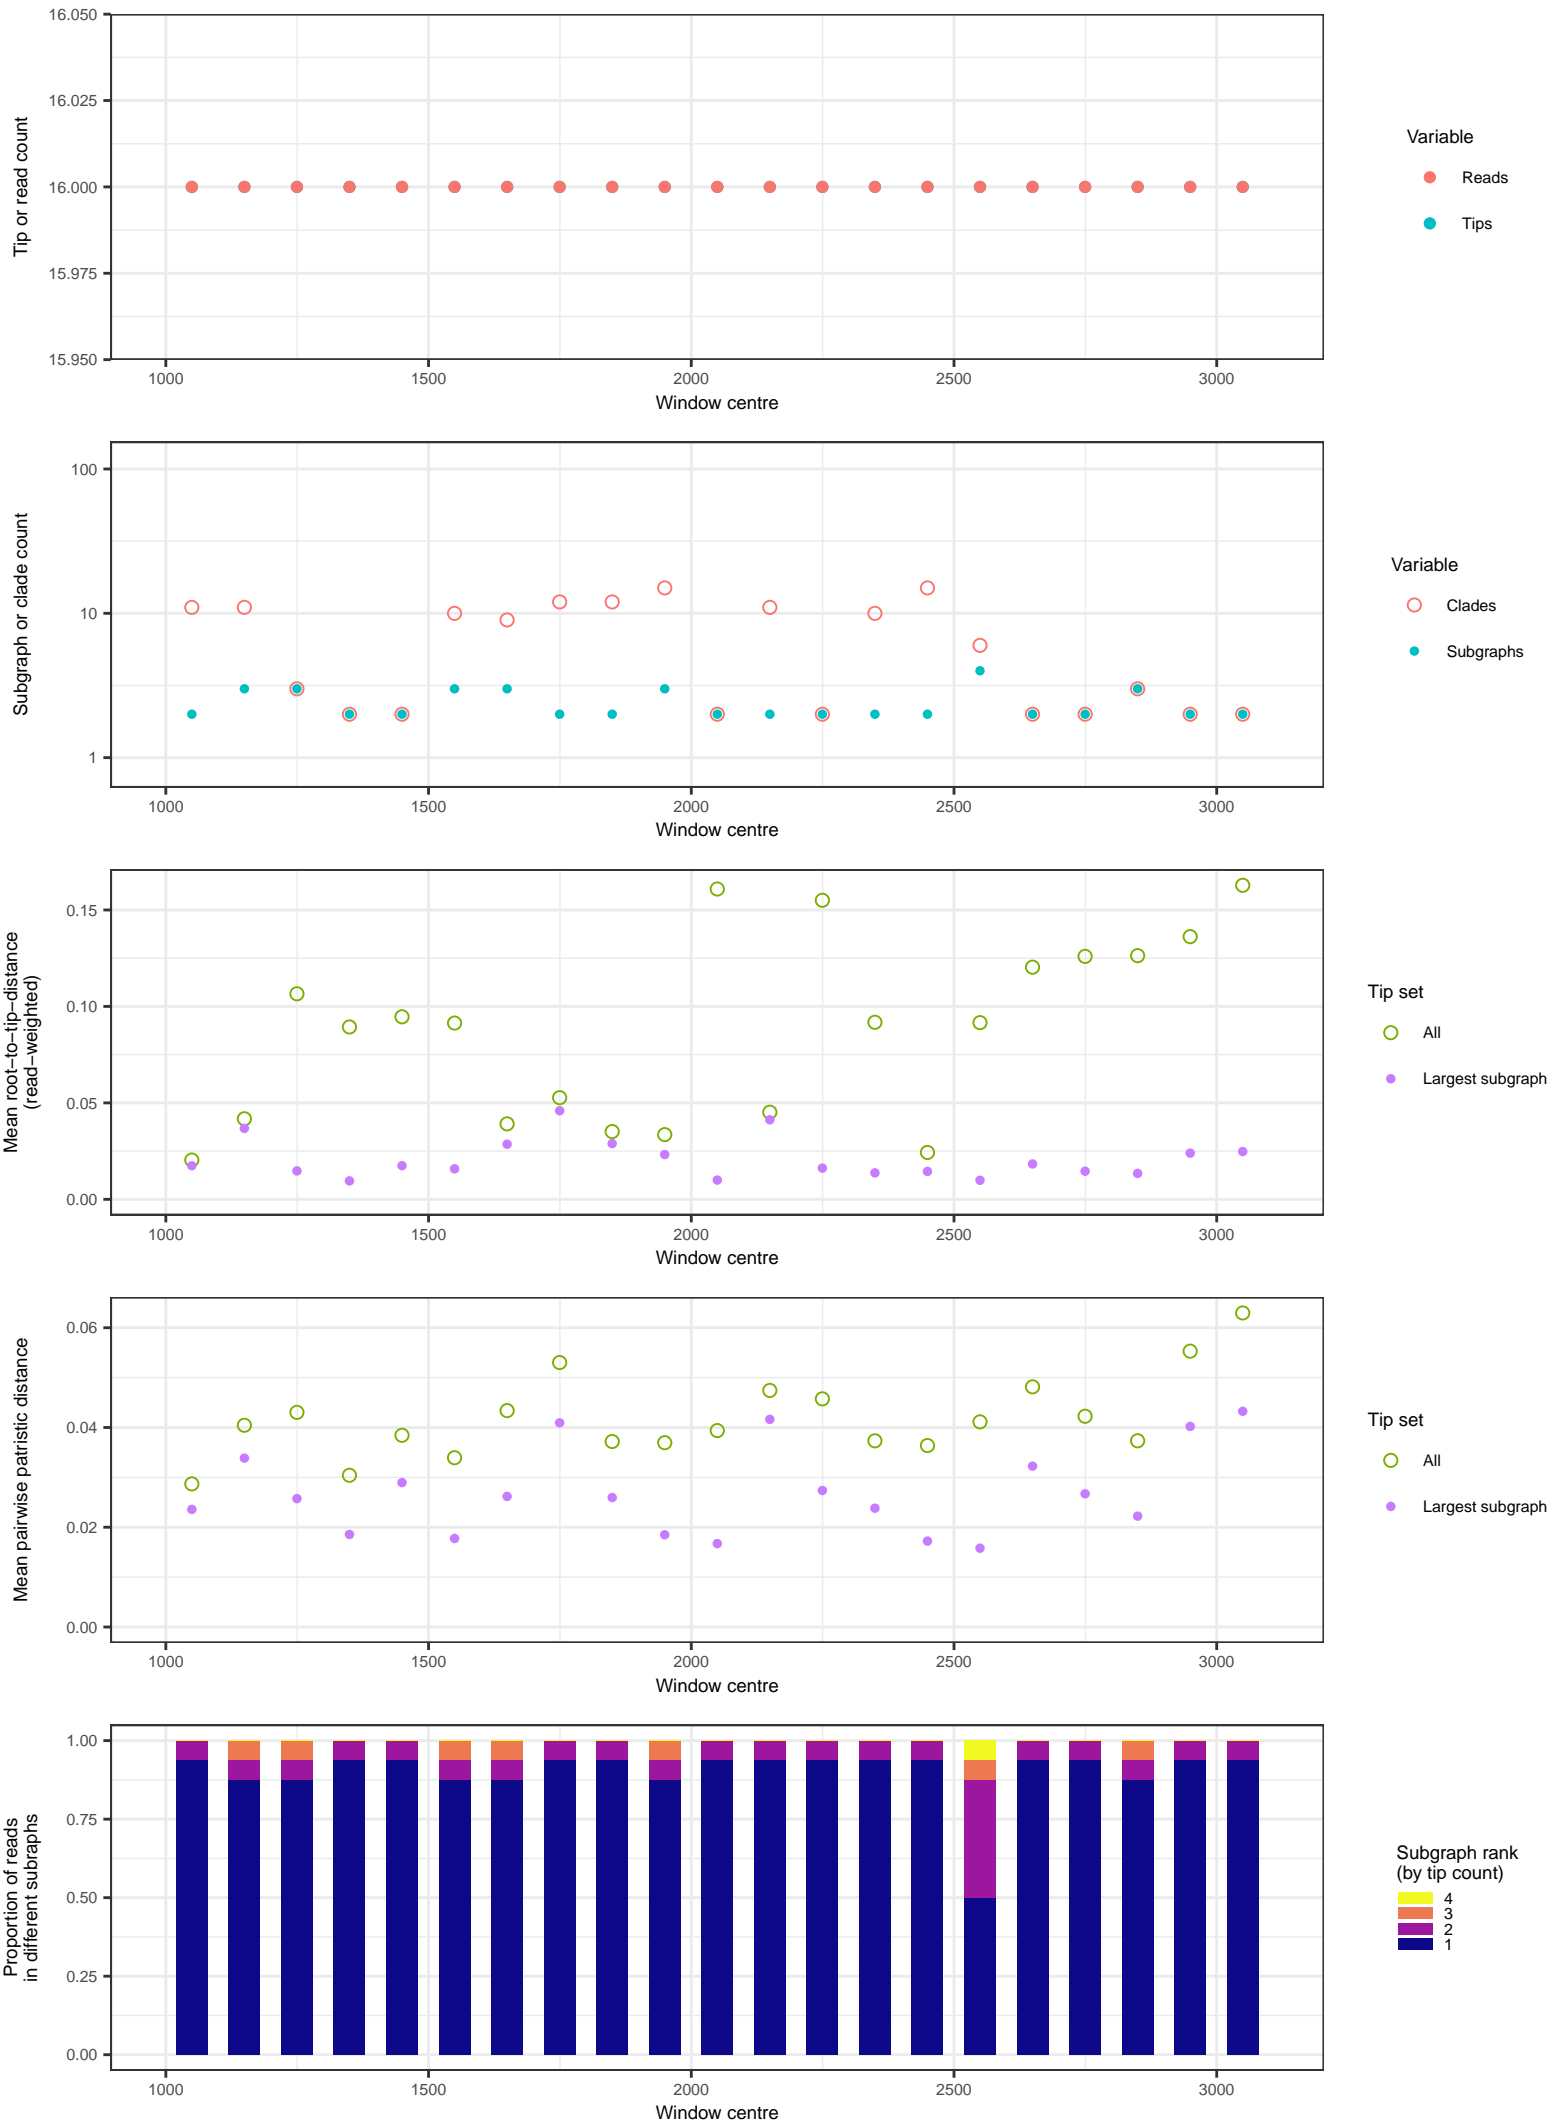 16.050
16.025
16.000
15.975
15.950
Tip or read count
1000 1500 2000 2500 3000
Window centre
Variable
Reads
Tips
100
10
1
Subgraph or clade count
1000 1500 2000 2500 3000
Window centre
Variable
Clades
Subgraphs
0.15
0.10
0.05
0.00
Mean root−to−tip−distance
(read−weighted)
1000 1500 2000 2500 3000
Window centre
Tip set
All
Largest subgraph
0.06
0.04
0.02
0.00
Mean pairwise patristic distance
1000 1500 2000 2500 3000
Window centre
Tip set
All
Largest subgraph
1.00
0.75
0.50
0.25
0.00
Proportion of reads
in different subraphs
1000 1500 2000 2500 3000
Window centre
Subgraph rank
(by tip count)
4
3
2
1